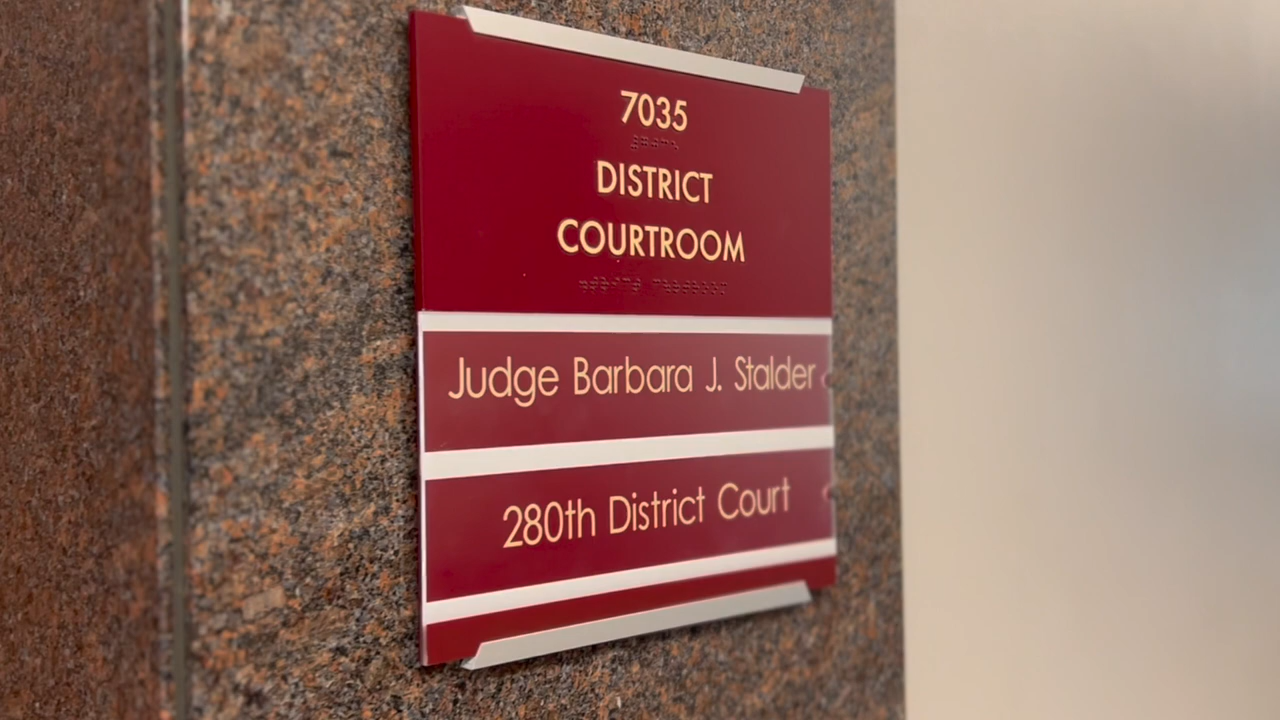 7035
DISTRICT
COURTROOM
Judge Barbara J. Stalder
280th District Court